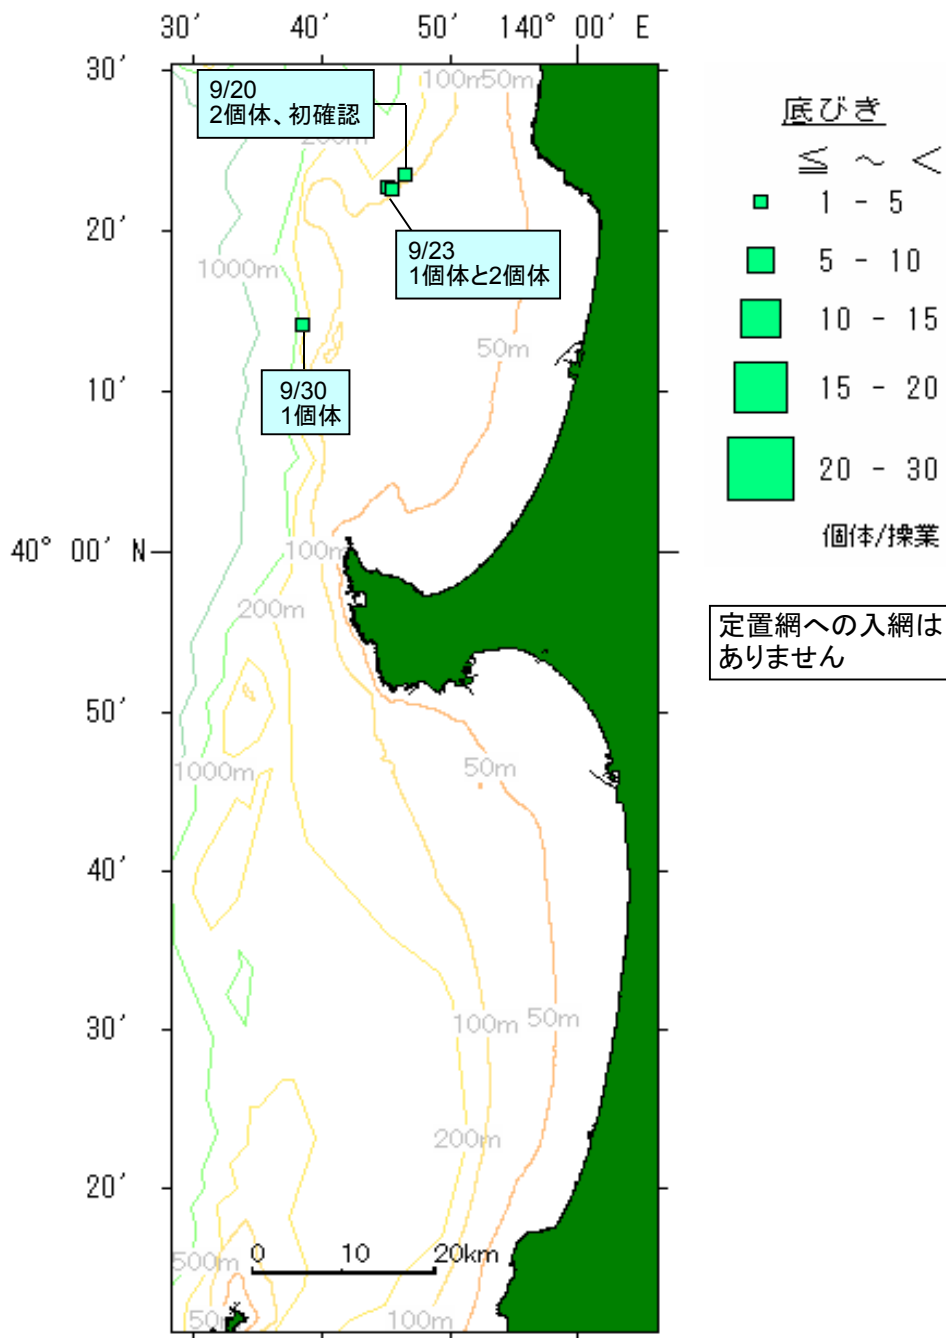 30′ 40′ 50′ 140° 00′ E
30′
9/20
2個体、初確認
100m
50m
200m
20′
9/23
1個体と2個体
1000m
50m
9/30
1個体
10′
40° 00′ N
100m
200m
50′
1000m
50m
40′
30′
100m
50m
200m
20′
500m
0 10 20km
50m
100m
底びき
≦ ～ <
1 - 5
5 - 10
10 - 15
15 - 20
20 - 30
個体/操業
定置網への入網は
ありません